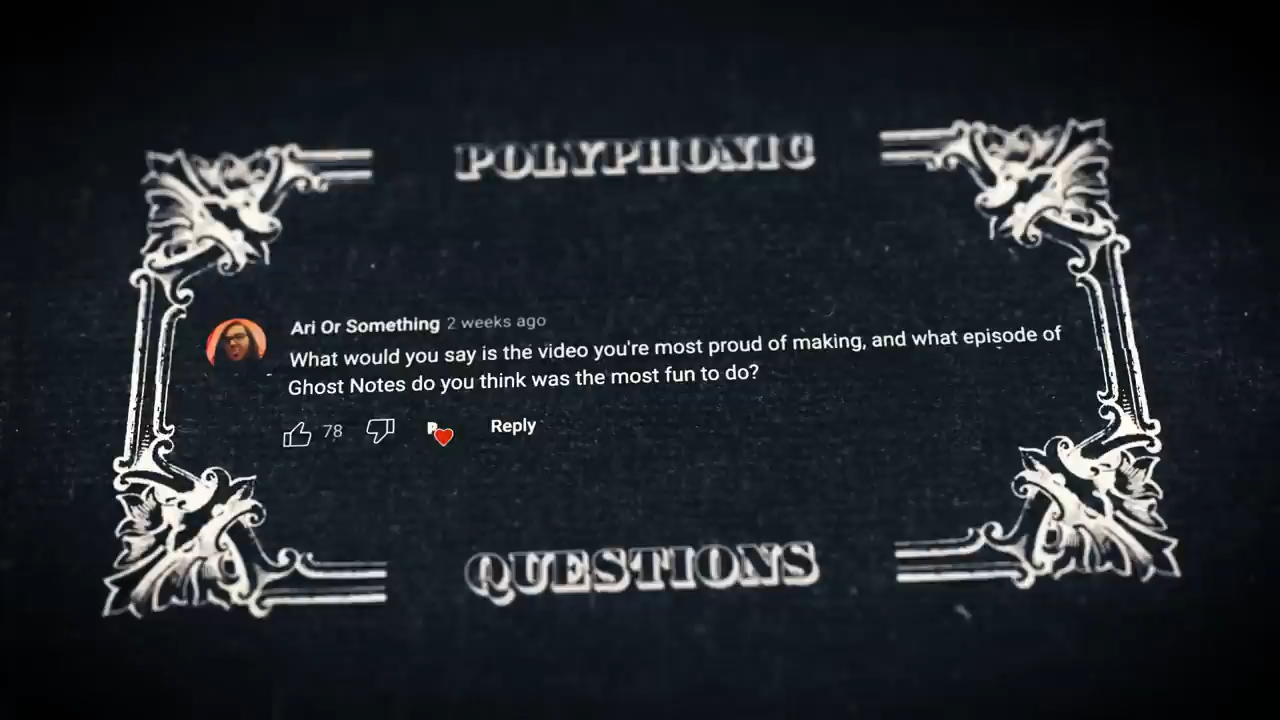 POLYPHONIC
Ari Or Something 2 weeks ago
What would you say is the video you're most proud of making, and what episode of
Ghost Notes do you think was the most fun to do?
78
Reply
QUESTIONS